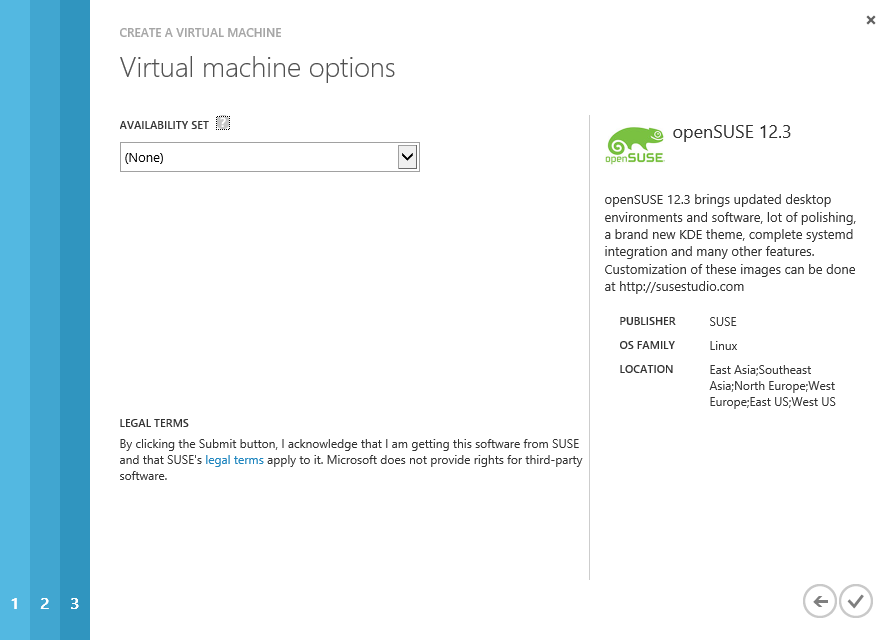 CREATE A VIRTUAL MACHINE
Virtual machine options
AVAILABILITY SET ?
(None)
LEGAL TERMS
By clicking the Submit button, I acknowledge that I am getting this software from SUSE
and that SUSE's legal terms apply to it. Microsoft does not provide rights for third-party
software.
openSUSE
openSUSE 12.3
openSUSE 12.3 brings updated desktop
environments and software, lot of polishing,
a brand new KDE theme, complete systemd
integration and many other features.
Customization of these images can be done
at http://susestudio.com
PUBLISHER SUSE
OS FAMILY Linux
LOCATION East Asia;Southeast
Asia;North Europe;West
Europe;East US;West US
1 2 3